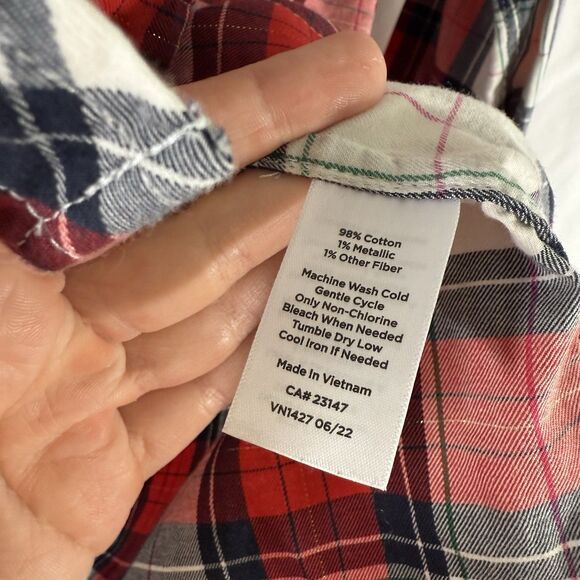 98% Cotton
1% Metallic
1% Other Fiber
Machine Wash Cold
Gentle Cycle
Only Non-Chlorine
Bleach When Needed
Tumble Dry Low
Cool Iron If Needed
Made In Vietnam
CA# 23147
VN1427 06/22